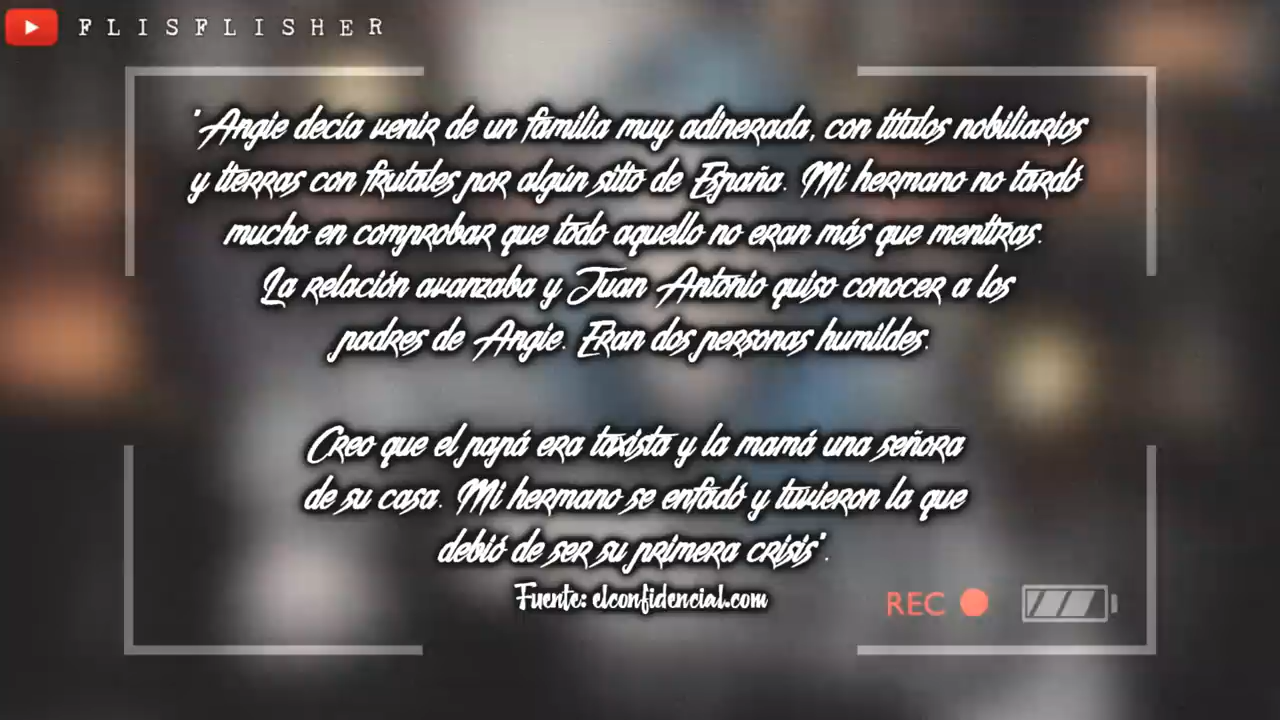 FLISFLISHER
"Angie decía venir de un familia muy adinerada, con titulos nobiliarios
y tierras con frutales por algún sitio de España. Mi hermano no tardó
mucho en comprobar que todo aquello no eran más que mentiras.
La relación avanzaba y Juan Antonio quiso conocer a los
padres de Angie. Eran dos personas humildes.
Creo que el papá era taxista y la mamá una señora
de su casa. Mi hermano se enfadó y tuvieron la que
debió de ser su primera crisis".
Fuente: elconfidencial.com
REC